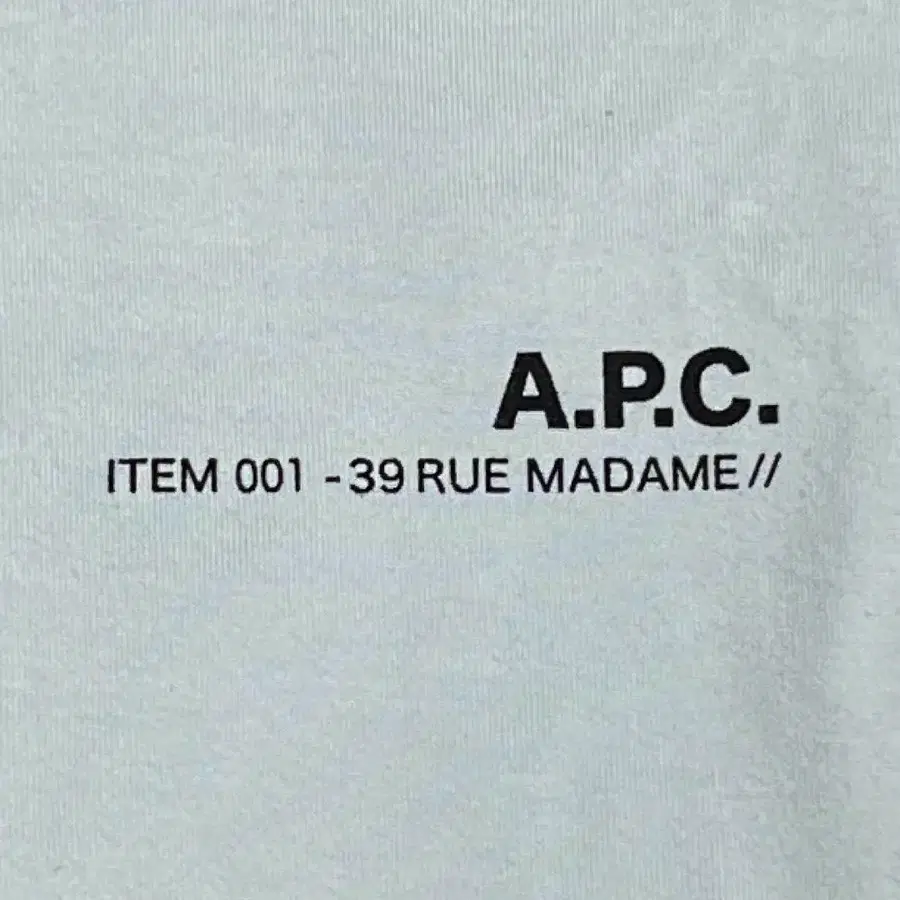 A.P.C.
ITEM 001 - 39 RUE MADAME //